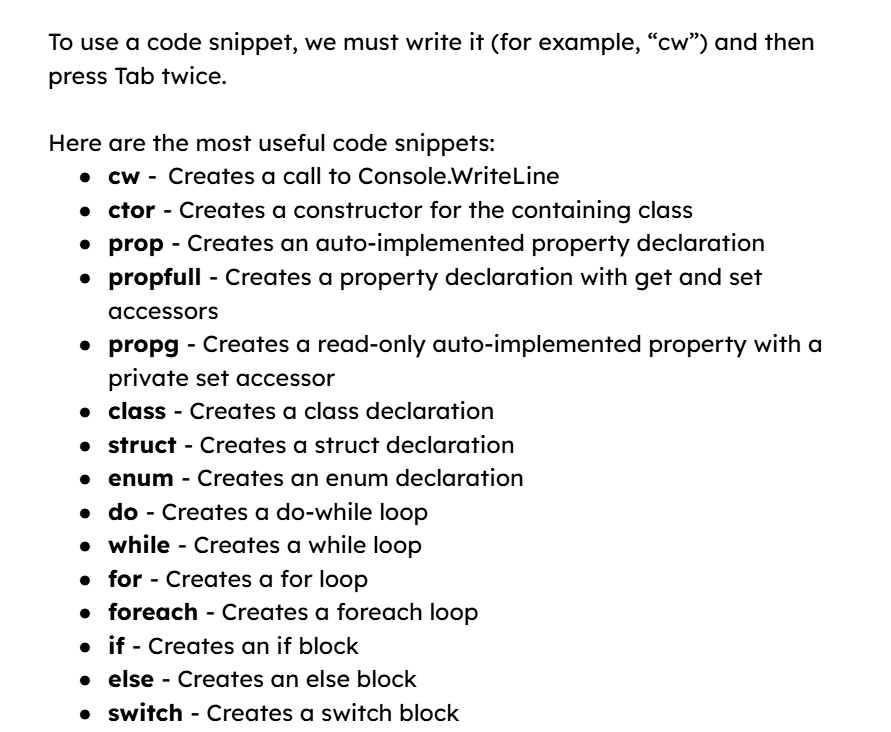 To use a code snippet, we must write it (for example, “cw”) and then
press Tab twice.
Here are the most useful code snippets:
● cw - Creates a call to Console.WriteLine
● ctor - Creates a constructor for the containing class
● prop - Creates an auto-implemented property declaration
● propfull - Creates a property declaration with get and set
accessors
● propg - Creates a read-only auto-implemented property with a
private set accessor
● class - Creates a class declaration
● struct - Creates a struct declaration
● enum - Creates an enum declaration
● do - Creates a do-while loop
● while - Creates a while loop
● for - Creates a for loop
● foreach - Creates a foreach loop
● if - Creates an if block
● else - Creates an else block
● switch - Creates a switch block